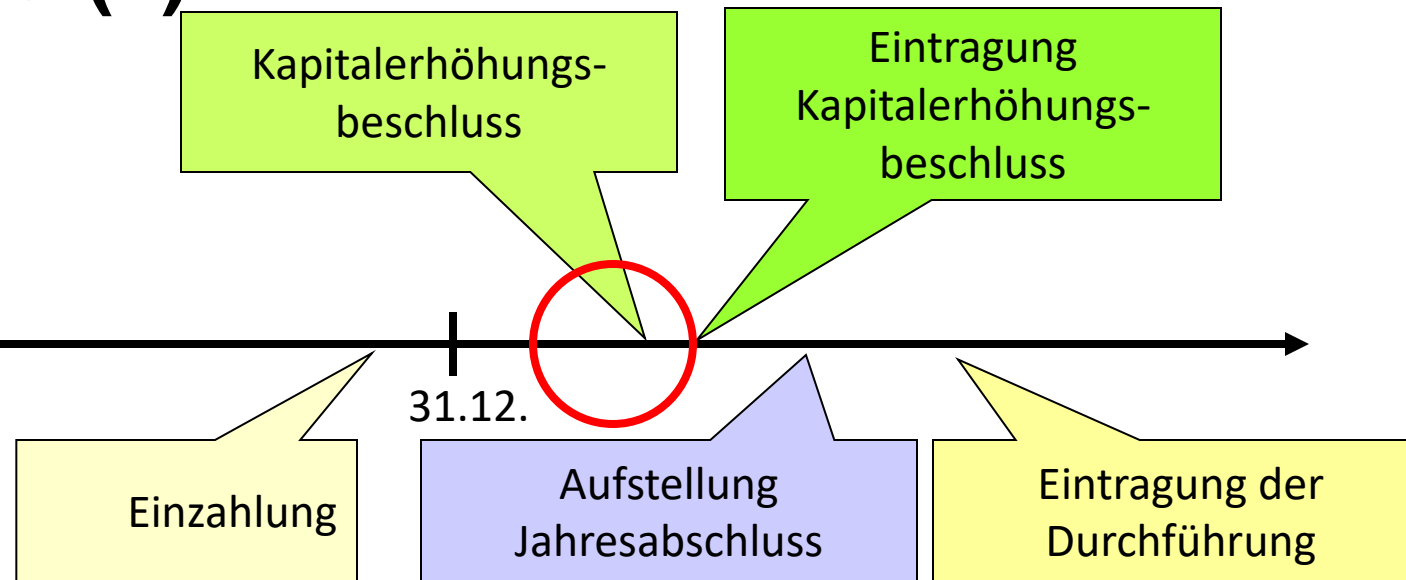 Kapitalerhöhungs-
beschluss
Eintragung
Kapitalerhöhungs-
beschluss
31.12.
Einzahlung
Aufstellung
Jahresabschluss
Eintragung der
Durchführung